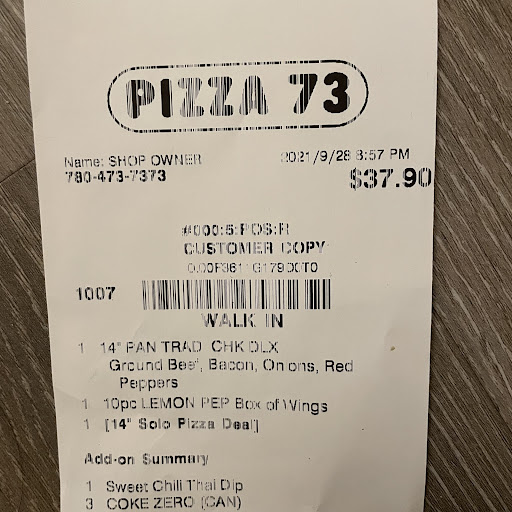 PIZZA 73
Name: SHOP OWNER 2021/9/28 8:57 PM
780-473-7373 $37.90
#000:5:POS:R
CUSTOMER COPY
1007
WALK IN
1 14" PAN TRAD CHK DLX
Ground Beef, Bacon, Onions, Red
Peppers
1 10pc LEMON PEP Box of Wings
1 [14" Solo Pizza Deal]
Add-on Summary
1 Sweet Chili Thai Dip
3 COKE ZERO (CAN)